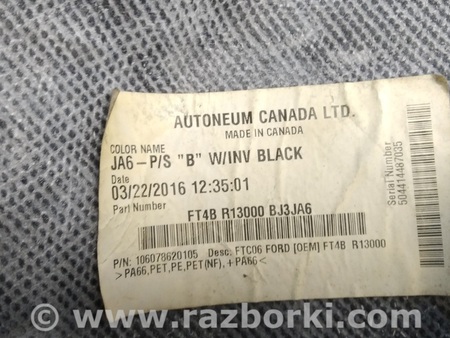 AUTONEUM CANADA LTD.
MADE IN CANADA
COLOR NAME
JA6-P/S "B" W/INV BLACK
Date
03/22/2016 12:35:01
Part Number
FT4B R13000 BJ3JA6
P/N: 106078620105 Desc: FTC06 FORD [OEM] FT4B R13000
>PA66,PET,PE,PET(NF),+PA66<
Serial Number
504414487035
www.razborki.com